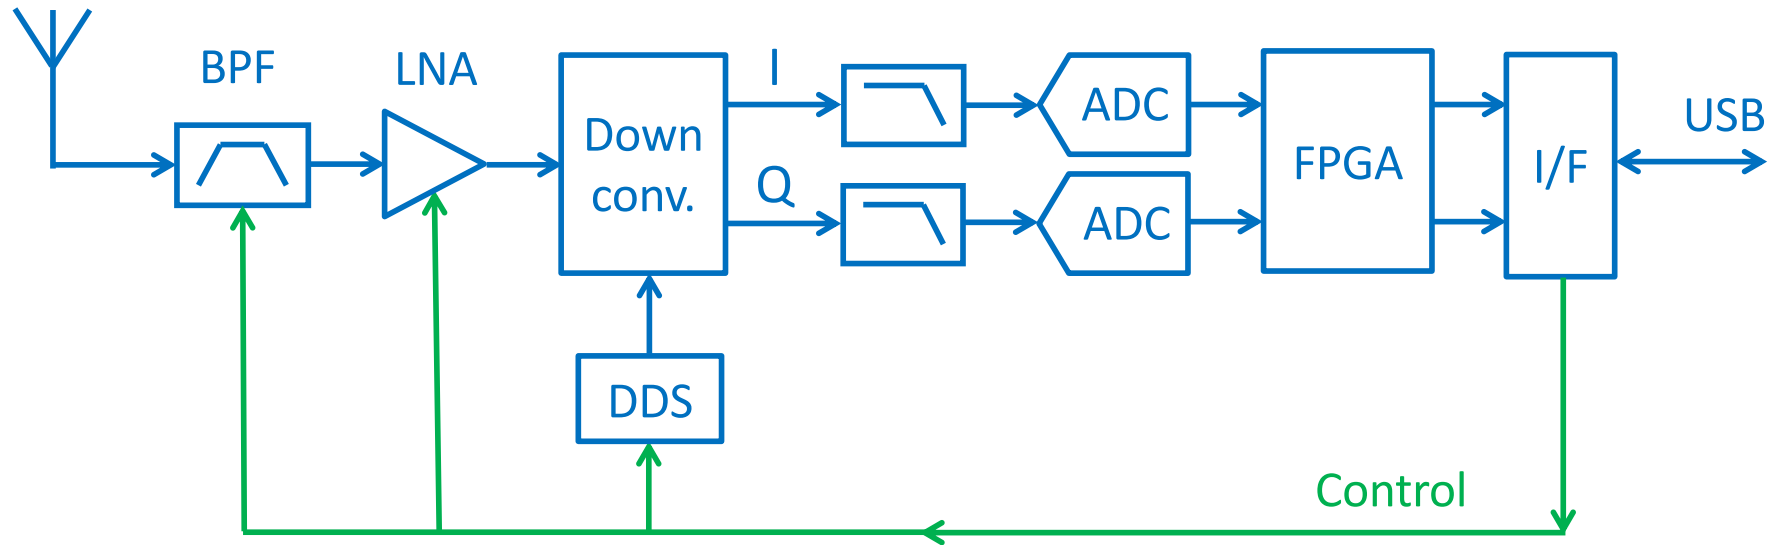 BPF
LNA
Down
conv.
I
Q
ADC
ADC
FPGA
I/F
USB
DDS
Control